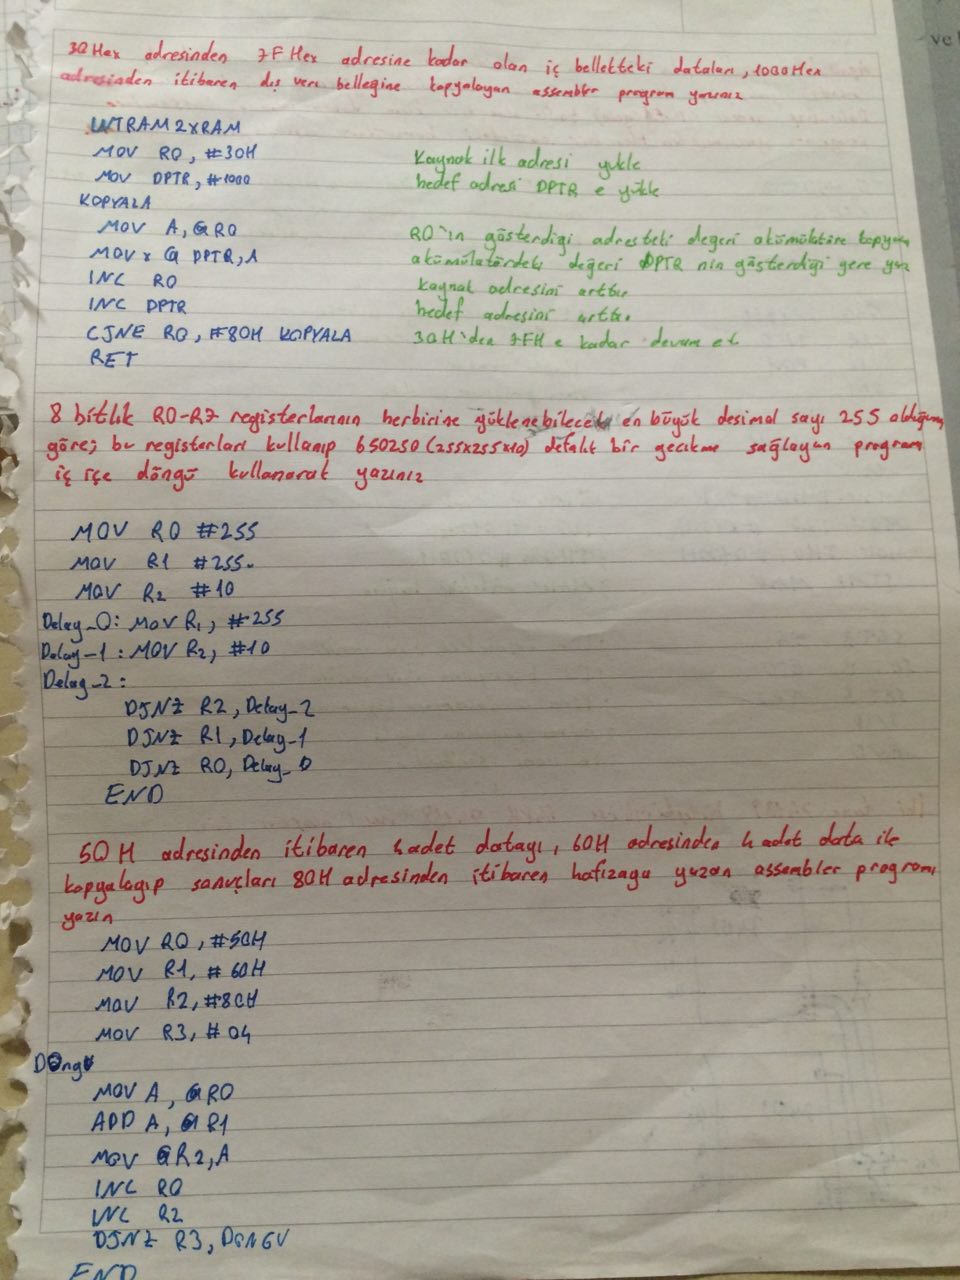 30 Hex adresinden 7F Hex adresine kadar olan iç bellekteki dataları, 1000 Hex
adresinden itibaren dış veri belleğine kopyalayan assembler program yazınız
INTRAM2XRAM
MOV R0, #30H Kaynak ilk adresi yükle
MOV DPTR, #1000 hedef adresi DPTR e yükle
KOPYALA
MOV A, @R0 R0'ın gösterdiği adresteki değeri akümülatöre kopyala
MOVX @ DPTR, A akümülatördeki değeri DPTR nin gösterdiği yere yaz
INC R0 kaynak adresini arttır
INC DPTR hedef adresini arttır
CJNE R0, #80H KOPYALA 30H'den 7FH e kadar devam et
RET
8 bitlik R0-R7 registerlarının herbirine yüklenebilecek en büyük desimal sayı 255 olduğuna
göre; bu registerları kullanıp 650250 (255x255x10) defalık bir gecikme sağlayan program
iç içe döngü kullanarak yazınız
MOV R0 #255
MOV R1 #255
MOV R2 #10
Delay_0: MOV R1, #255
Delay_1: MOV R2, #10
Delay_2:
DJNZ R2, Delay_2
DJNZ R1, Delay_1
DJNZ R0, Delay_0
END
50H adresinden itibaren 4 adet datayı, 60H adresinden 4 adet data ile
kopyalayıp sonuçları 80H adresinden itibaren hafızaya yazan assembler programı
yazın
MOV R0, #50H
MOV R1, #60H
MOV R2, #80H
MOV R3, #04
Döngü
MOV A, @R0
ADD A, @R1
MOV @R2, A
INC R0
INC R2
DJNZ R3, DONGU
END